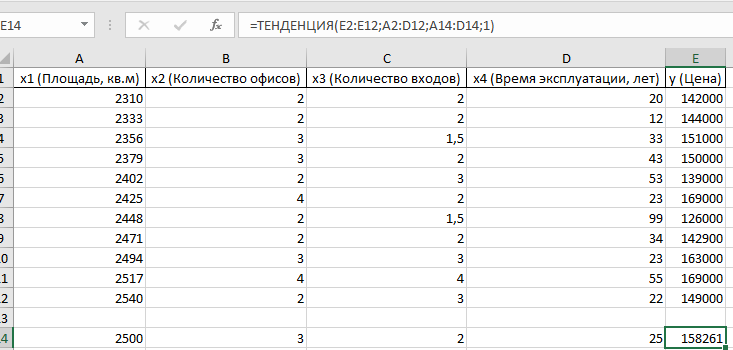 E14 fx =ТЕНДЕНЦИЯ(E2:E12;A2:D12;A14:D14;1)
A B C D E
1 x1 (Площадь, кв.м) x2 (Количество офисов) x3 (Количество входов) x4 (Время эксплуатации, лет) y (Цена)
2 2310 2 2 20 142000
3 2333 2 2 12 144000
4 2356 3 1,5 33 151000
5 2379 3 2 43 150000
6 2402 2 3 53 139000
7 2425 4 2 23 169000
8 2448 2 1,5 99 126000
9 2471 2 2 34 142900
10 2494 3 3 23 163000
11 2517 4 4 55 169000
12 2540 2 3 22 149000
13
14 2500 3 2 25 158261